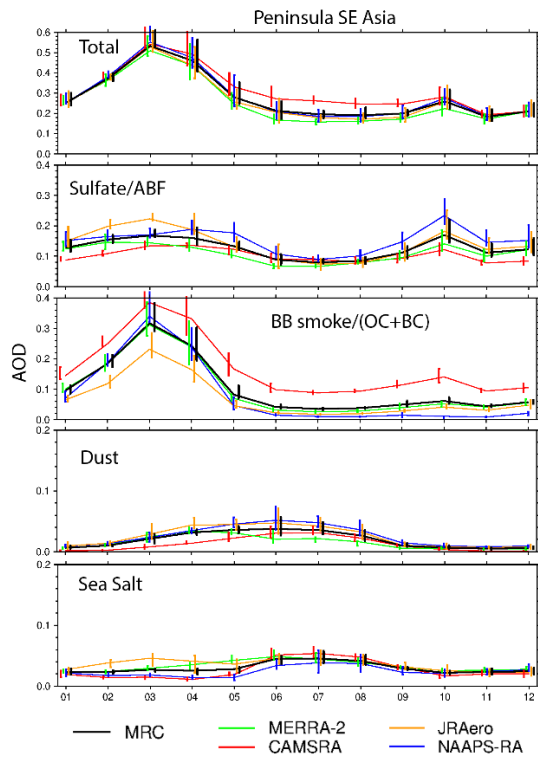 Peninsula SE Asia
0.6
Total
0.5
0.4
0.3
0.2
0.1
0.0
0.4
Sulfate/ABF
0.3
0.2
0.1
0.0
0.4
BB smoke/(OC+BC)
0.3
AOD
0.2
0.1
0.0
0.2
Dust
0.1
0.0
0.2
Sea Salt
0.1
0.0
01 02 03 04 05 06 07 08 09 10 11 12
MRC MERRA-2 JRAero
CAMSRA NAAPS-RA